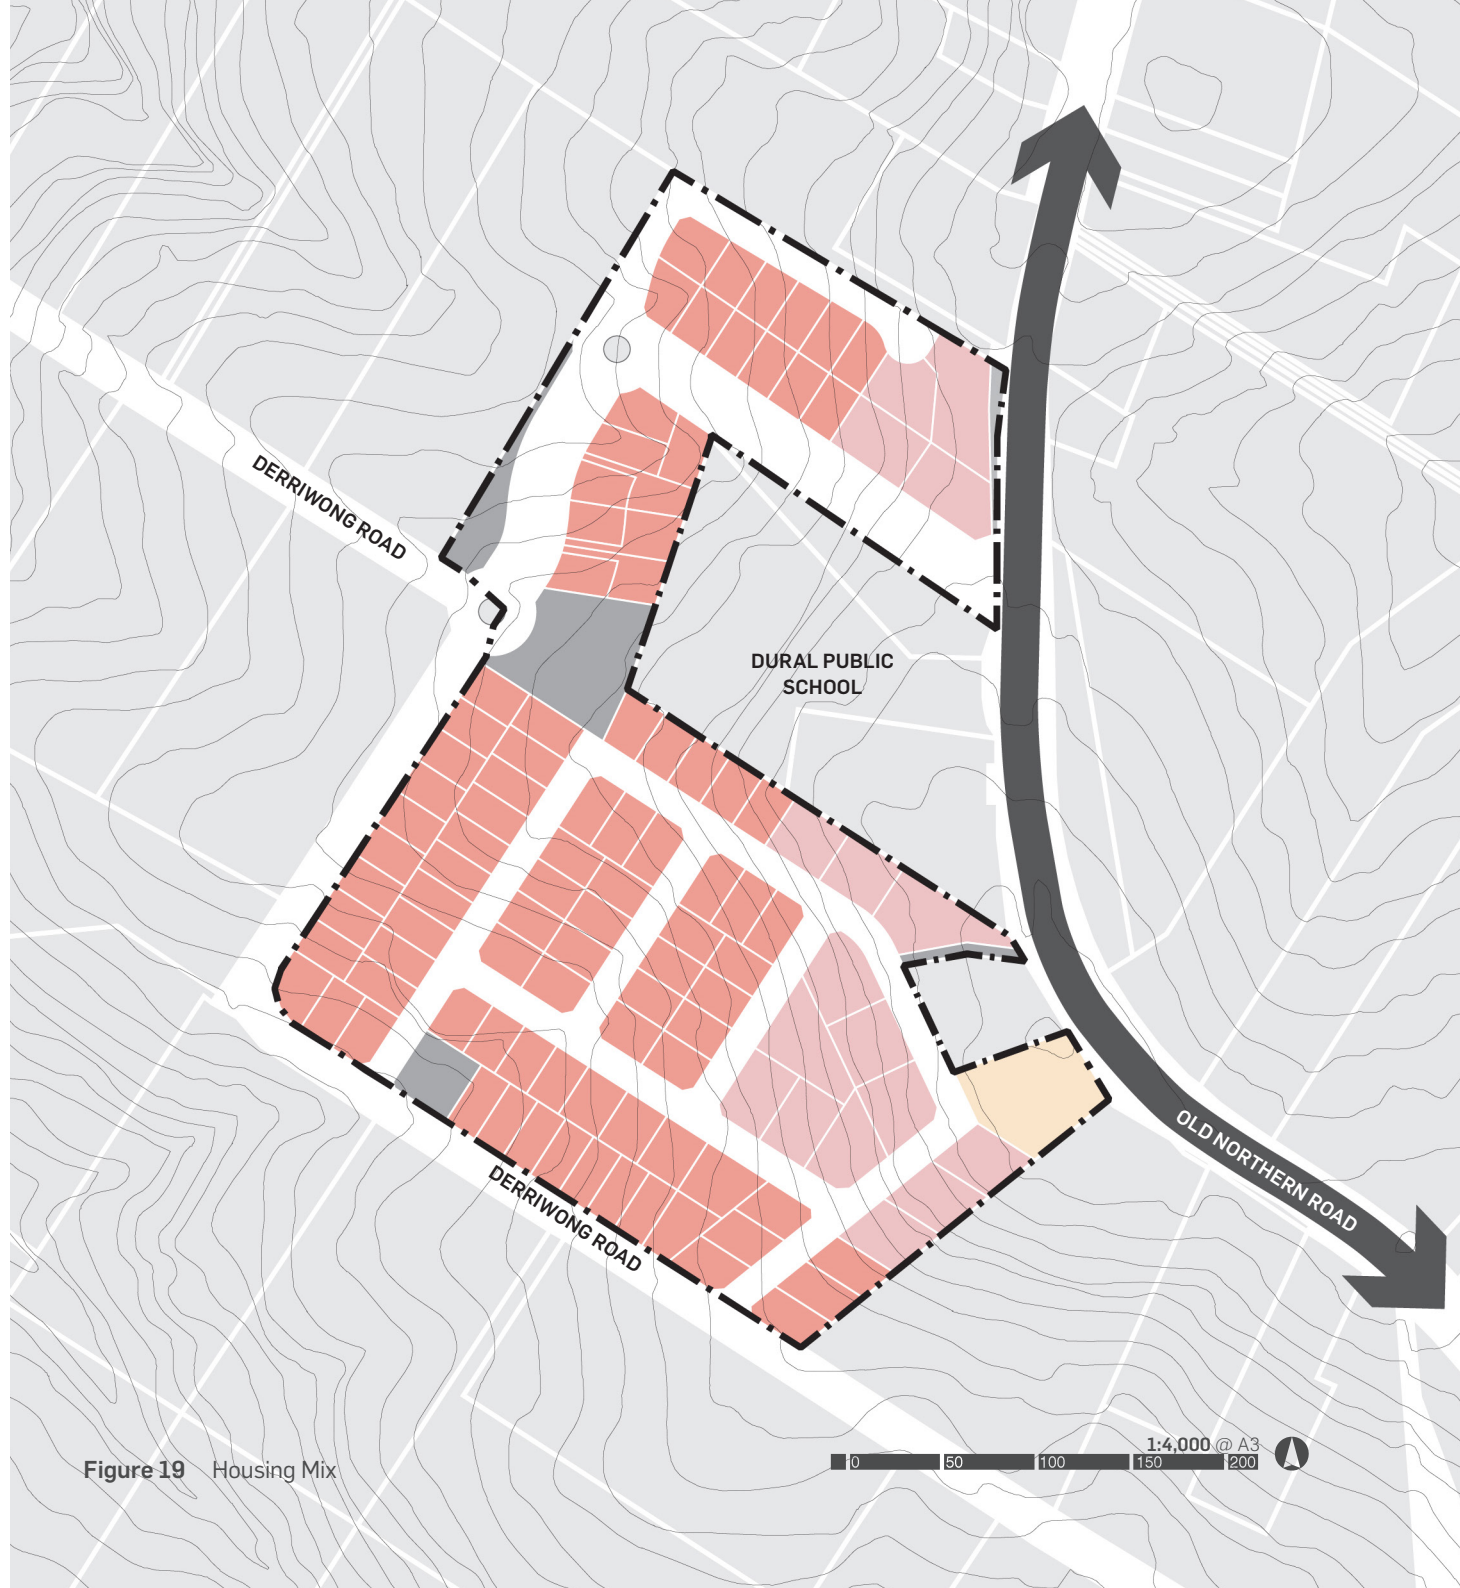 DERRIWONG ROAD
DURAL PUBLIC
SCHOOL
OLD NORTHERN ROAD
DERRIWONG ROAD
1:4,000 @ A3
0 50 100 150 200
Figure 19 Housing Mix